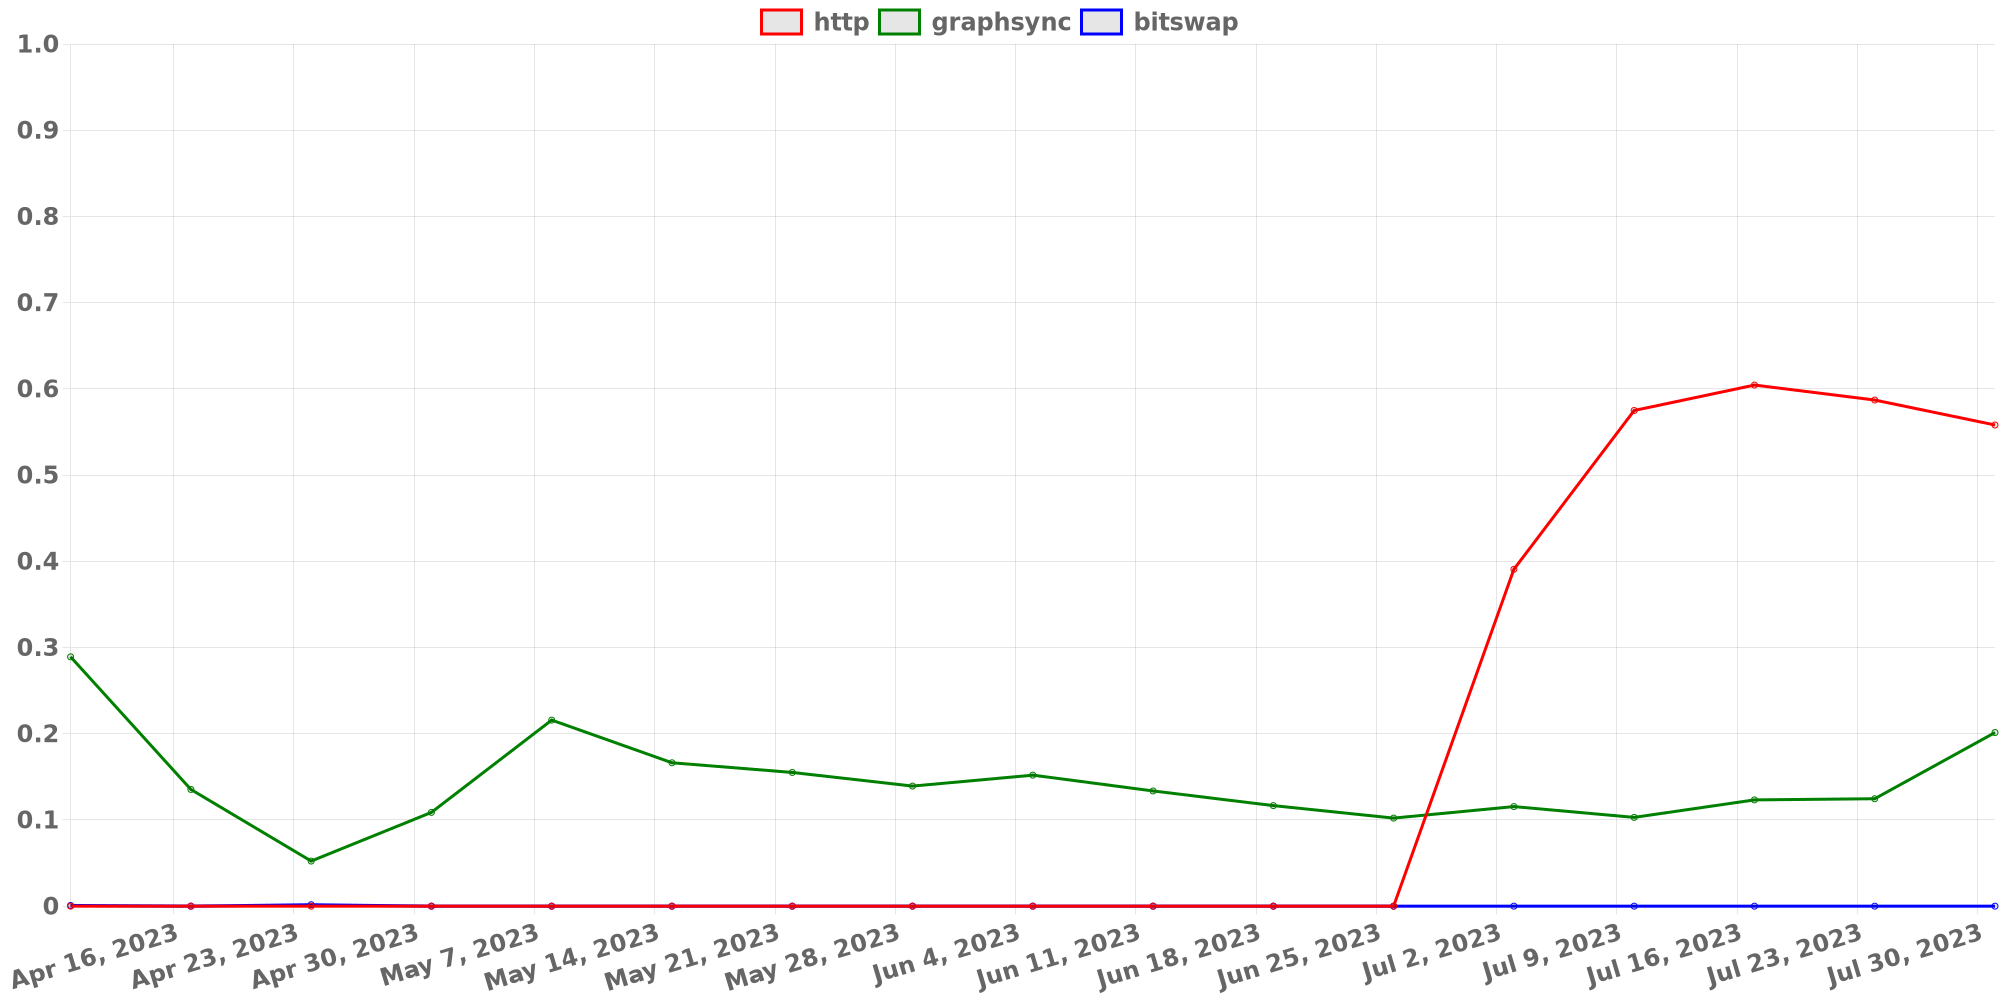 http graphsync bitswap
1.0
0.9
0.8
0.7
0.6
0.5
0.4
0.3
0.2
0.1
0
Apr 16, 2023
Apr 23, 2023
Apr 30, 2023
May 7, 2023
May 14, 2023
May 21, 2023
May 28, 2023
Jun 4, 2023
Jun 11, 2023
Jun 18, 2023
Jun 25, 2023
Jul 2, 2023
Jul 9, 2023
Jul 16, 2023
Jul 23, 2023
Jul 30, 2023